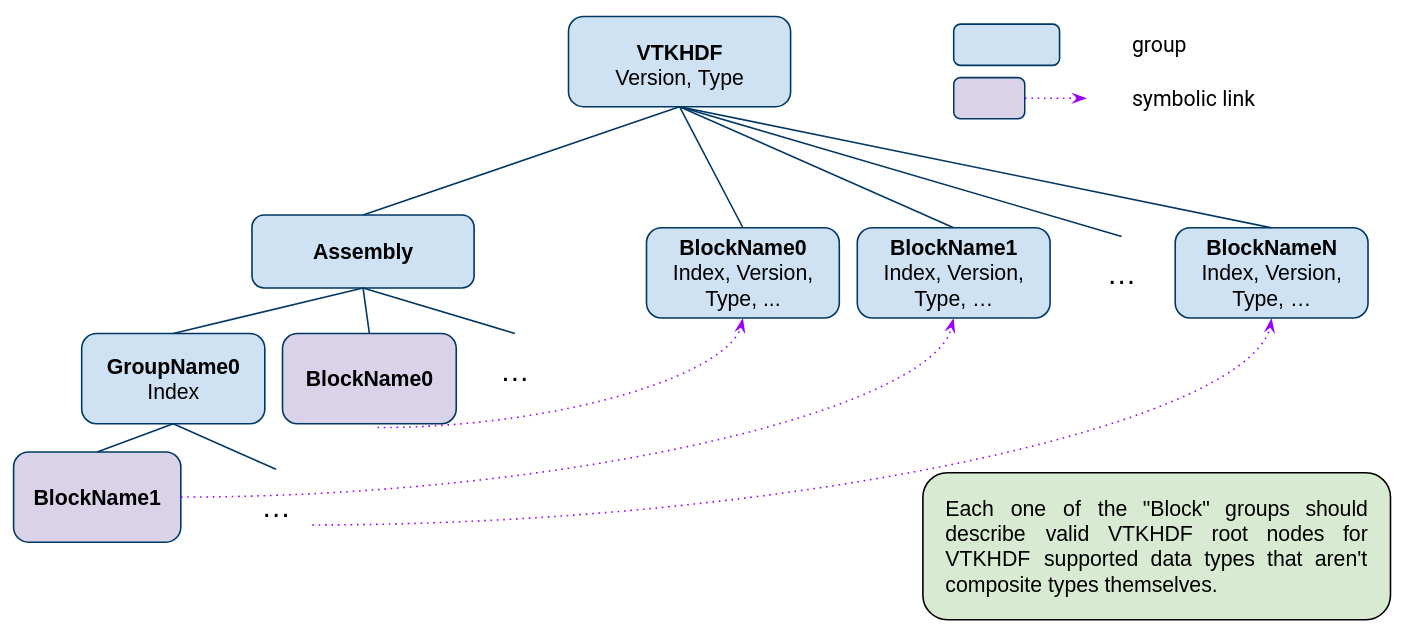 VTKHDF
Version, Type
group
symbolic link
Assembly
BlockName0
Index, Version,
Type, ...
BlockName1
Index, Version,
Type, …
...
BlockNameN
Index, Version,
Type, …
GroupName0
Index
BlockName0
...
BlockName1
...
Each one of the "Block" groups should
describe valid VTKHDF root nodes for
VTKHDF supported data types that aren't
composite types themselves.